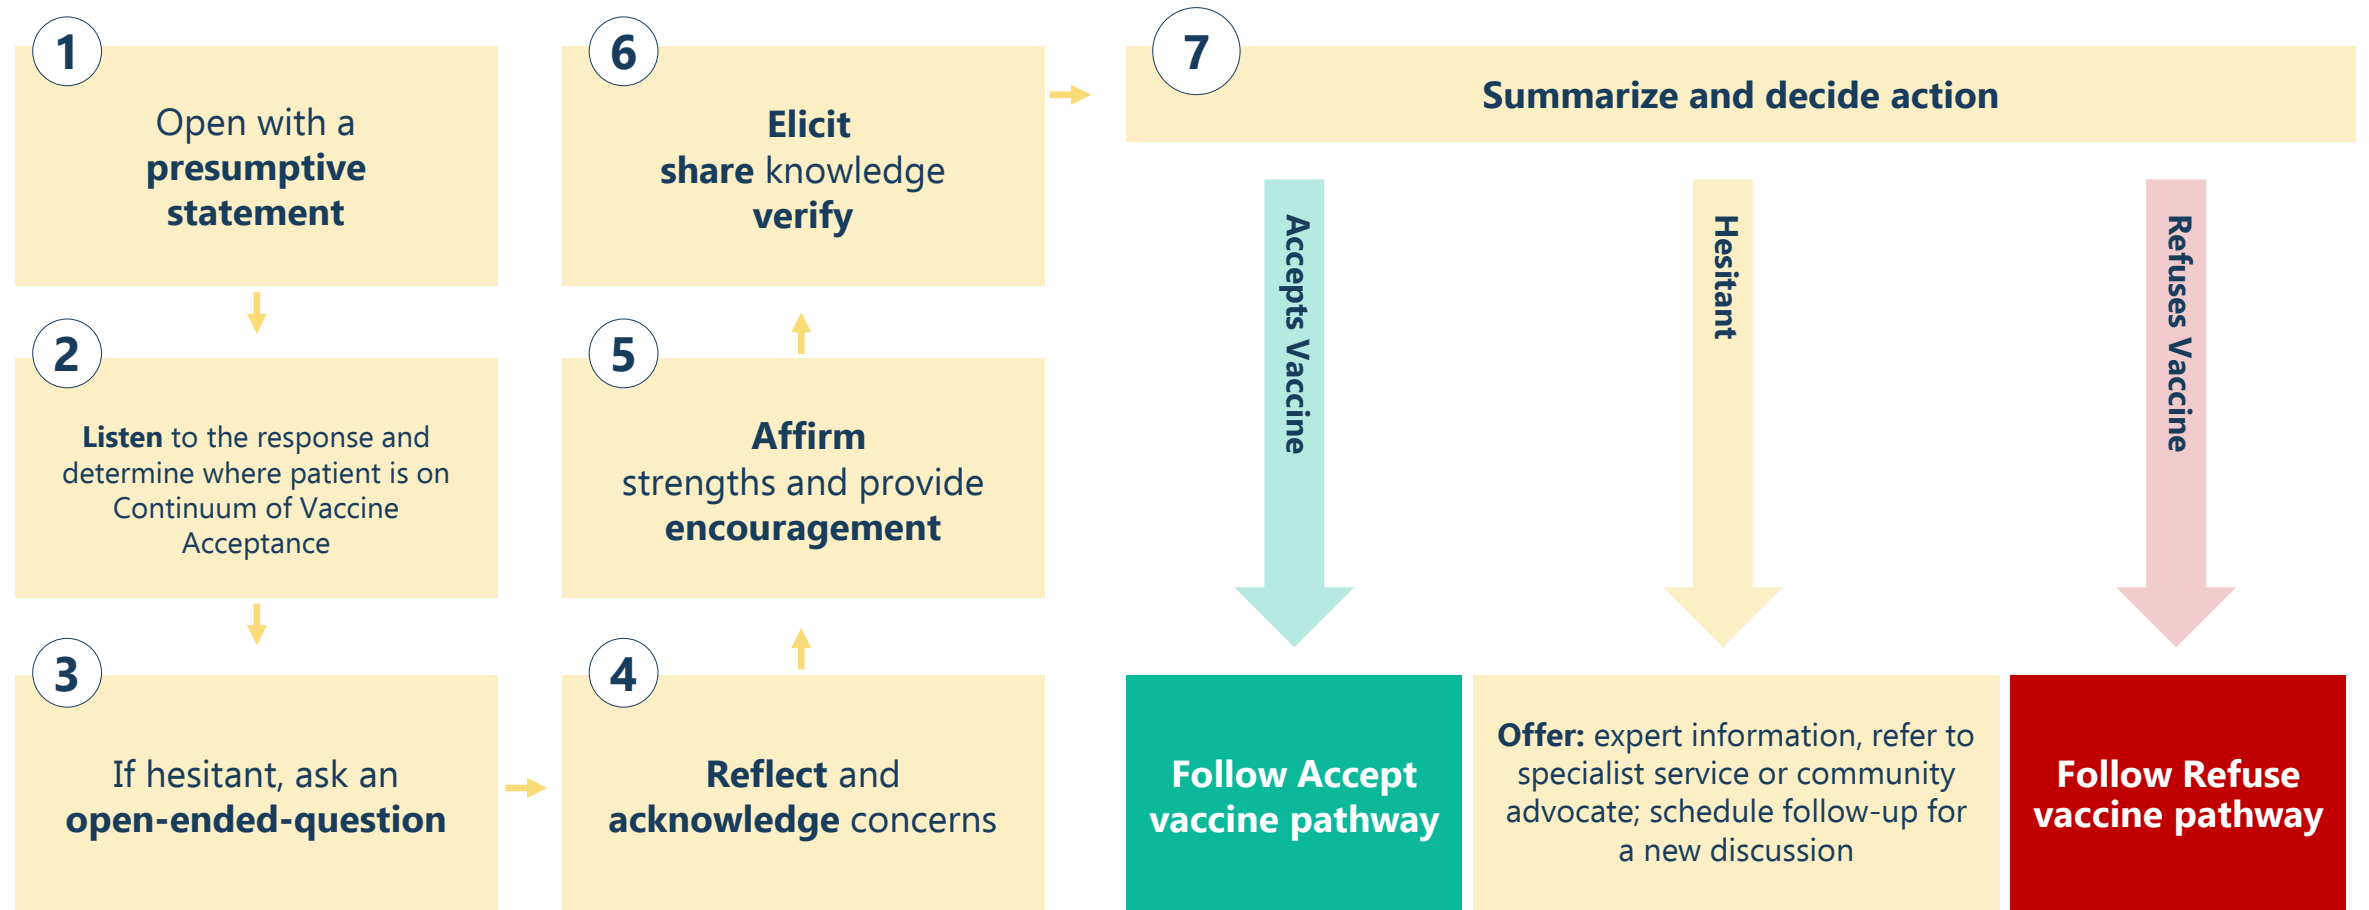 1
Open with a
presumptive
statement
2
Listen to the response and
determine where patient is on
Continuum of Vaccine
Acceptance
3
If hesitant, ask an
open-ended-question
4
Reflect and
acknowledge concerns
5
Affirm
strengths and provide
encouragement
6
Elicit
share knowledge
verify
7
Summarize and decide action
Accepts Vaccine
Follow Accept
vaccine pathway
Hesitant
Offer: expert information, refer to
specialist service or community
advocate; schedule follow-up for
a new discussion
Refuses Vaccine
Follow Refuse
vaccine pathway